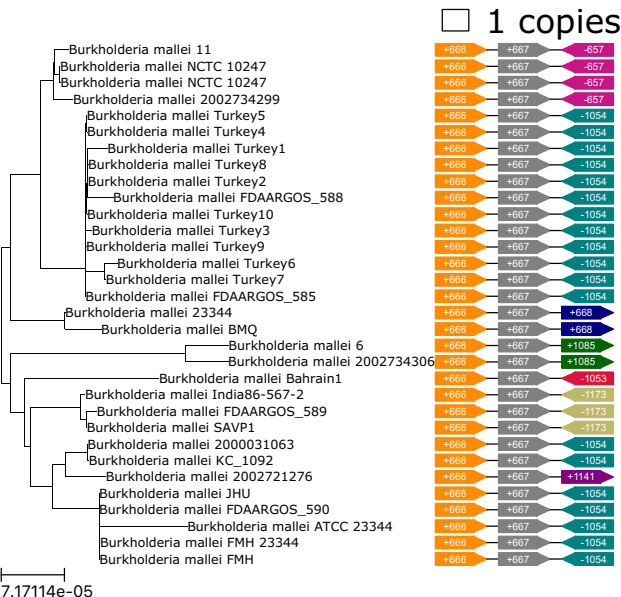 1 copies
Burkholderia mallei 11 +666 +667 -657
Burkholderia mallei NCTC 10247 +666 +667 -657
Burkholderia mallei NCTC 10247 +666 +667 -657
Burkholderia mallei 2002734299 +666 +667 -657
Burkholderia mallei Turkey5 +666 +667 -1054
Burkholderia mallei Turkey4 +666 +667 -1054
Burkholderia mallei Turkey1 +666 +667 -1054
Burkholderia mallei Turkey8 +666 +667 -1054
Burkholderia mallei Turkey2 +666 +667 -1054
Burkholderia mallei FDAARGOS_588 +666 +667 -1054
Burkholderia mallei Turkey10 +666 +667 -1054
Burkholderia mallei Turkey3 +666 +667 -1054
Burkholderia mallei Turkey9 +666 +667 -1054
Burkholderia mallei Turkey6 +666 +667 -1054
Burkholderia mallei Turkey7 +666 +667 -1054
Burkholderia mallei FDAARGOS_585 +666 +667 -1054
Burkholderia mallei 23344 +666 +667 +668
Burkholderia mallei BMQ +666 +667 +668
Burkholderia mallei 6 +666 +667 +1085
Burkholderia mallei 2002734306 +666 +667 +1085
Burkholderia mallei Bahrain1 +666 +667 -1053
Burkholderia mallei India86-567-2 +666 +667 -1173
Burkholderia mallei FDAARGOS_589 +666 +667 -1173
Burkholderia mallei SAVP1 +666 +667 -1173
Burkholderia mallei 2000031063 +666 +667 -1054
Burkholderia mallei KC_1092 +666 +667 -1054
Burkholderia mallei 2002721276 +666 +667 +1141
Burkholderia mallei JHU +666 +667 -1054
Burkholderia mallei FDAARGOS_590 +666 +667 -1054
Burkholderia mallei ATCC 23344 +666 +667 -1054
Burkholderia mallei FMH 23344 +666 +667 -1054
Burkholderia mallei FMH +666 +667 -1054
7.17114e-05